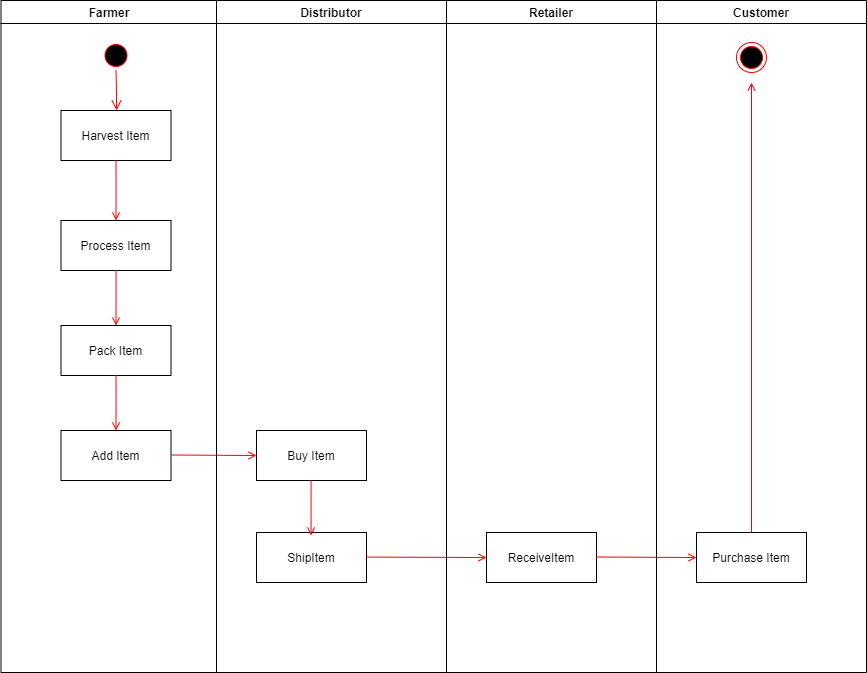 Farmer
Distributor
Retailer
Customer
Harvest Item
Process Item
Pack Item
Add Item
Buy Item
ShipItem
ReceiveItem
Purchase Item